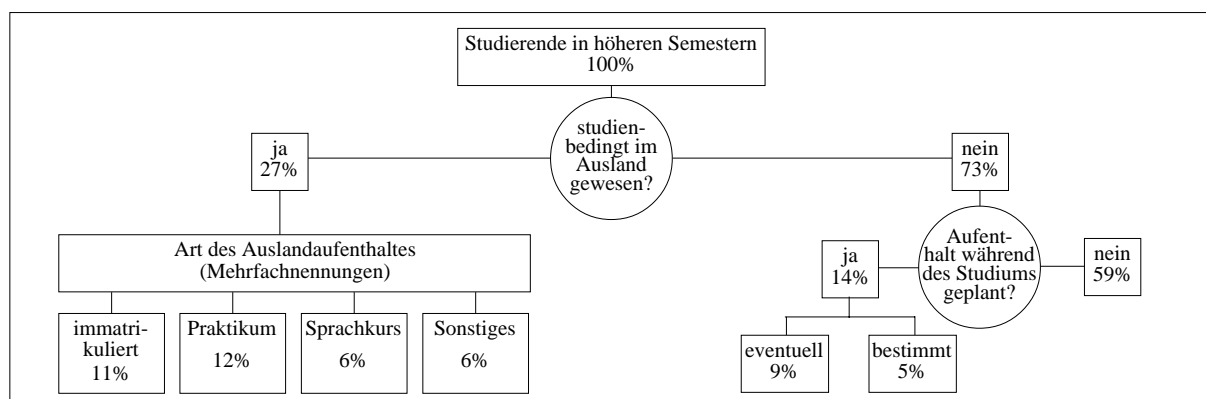 Studierende in höheren Semestern
100%
studien-
bedingt im
Ausland
gewesen?
ja
27%
nein
73%
Art des Auslandaufenthaltes
(Mehrfachnennungen)
immatri-
kuliert
11%
Praktikum
12%
Sprachkurs
6%
Sonstiges
6%
Aufent-
halt während
des Studiums
geplant?
ja
14%
nein
59%
eventuell
9%
bestimmt
5%